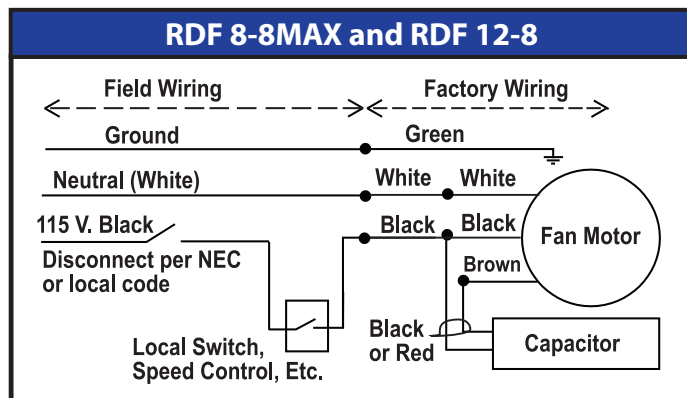 RDF 8-8MAX and RDF 12-8
Field Wiring
Factory Wiring
Ground
Green
Neutral (White)
White
White
115 V. Black
Black
Black
Fan Motor
Disconnect per NEC
or local code
Brown
Local Switch,
Speed Control, Etc.
Black
or Red
Capacitor